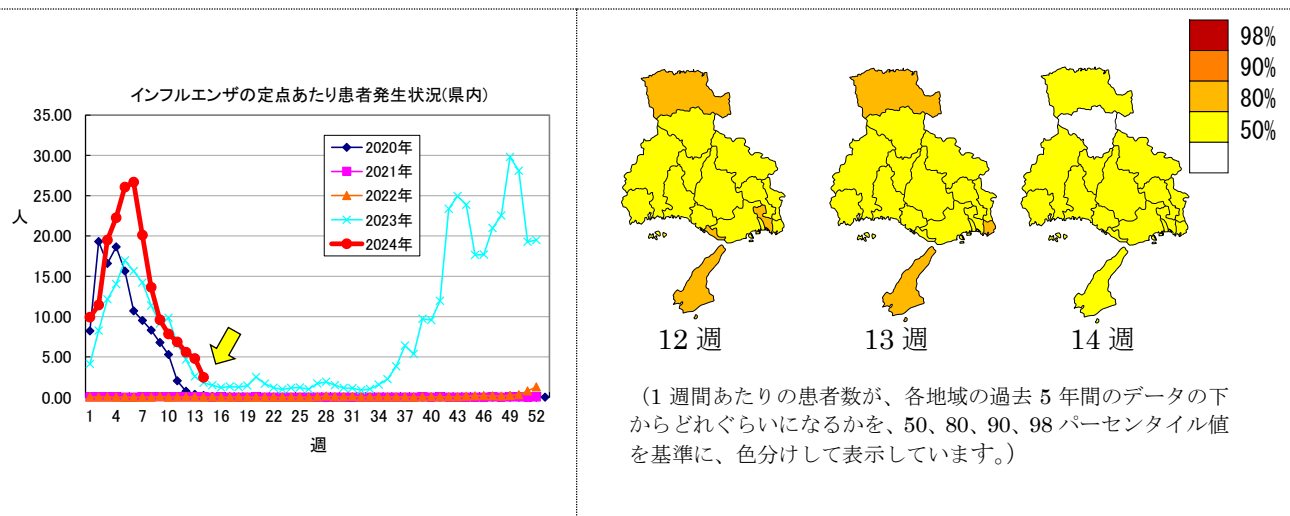 インフルエンザの定点あたり患者発生状況(県内)
35.00
30.00
25.00
20.00
15.00
10.00
5.00
0.00
人
2020年
2021年
2022年
2023年
2024年
1 4 7 10 13 16 19 22 25 28 31 34 37 40 43 46 49 52
週
98%
90%
80%
50%
12 週 13 週 14 週
(1 週間あたりの患者数が、各地域の過去 5 年間のデータの下
からどれぐらいになるかを、50、80、90、98 パーセンタイル値
を基準に、色分けして表示しています。)